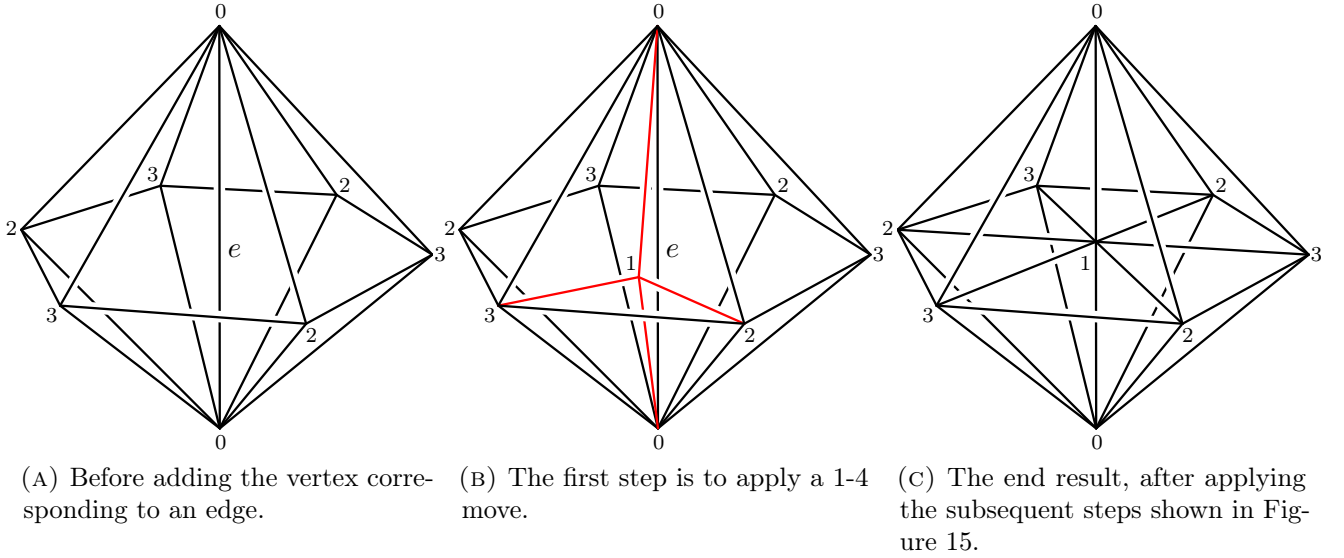 0
3
2
2
e
3
3
2
0
(A) Before adding the vertex corre-
sponding to an edge.
0
3
2
2
1
e
3
3
2
0
(B) The first step is to apply a 1-4
move.
0
3
2
2
1
3
3
2
0
(C) The end result, after applying
the subsequent steps shown in Fig-
ure 15.